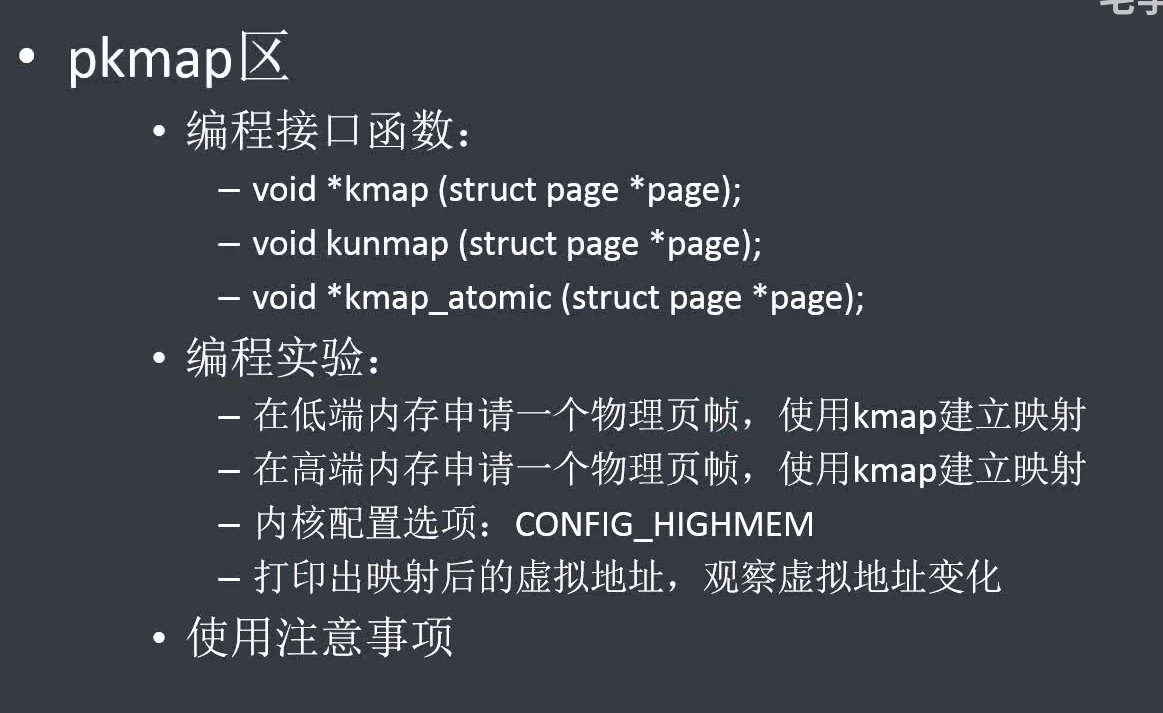 • pkmap区
• 编程接口函数：
– void *kmap (struct page *page);
– void kunmap (struct page *page);
– void *kmap_atomic (struct page *page);
• 编程实验：
– 在低端内存申请一个物理页帧，使用kmap建立映射
– 在高端内存申请一个物理页帧，使用kmap建立映射
– 内核配置选项：CONFIG_HIGHMEM
– 打印出映射后的虚拟地址，观察虚拟地址变化
• 使用注意事项